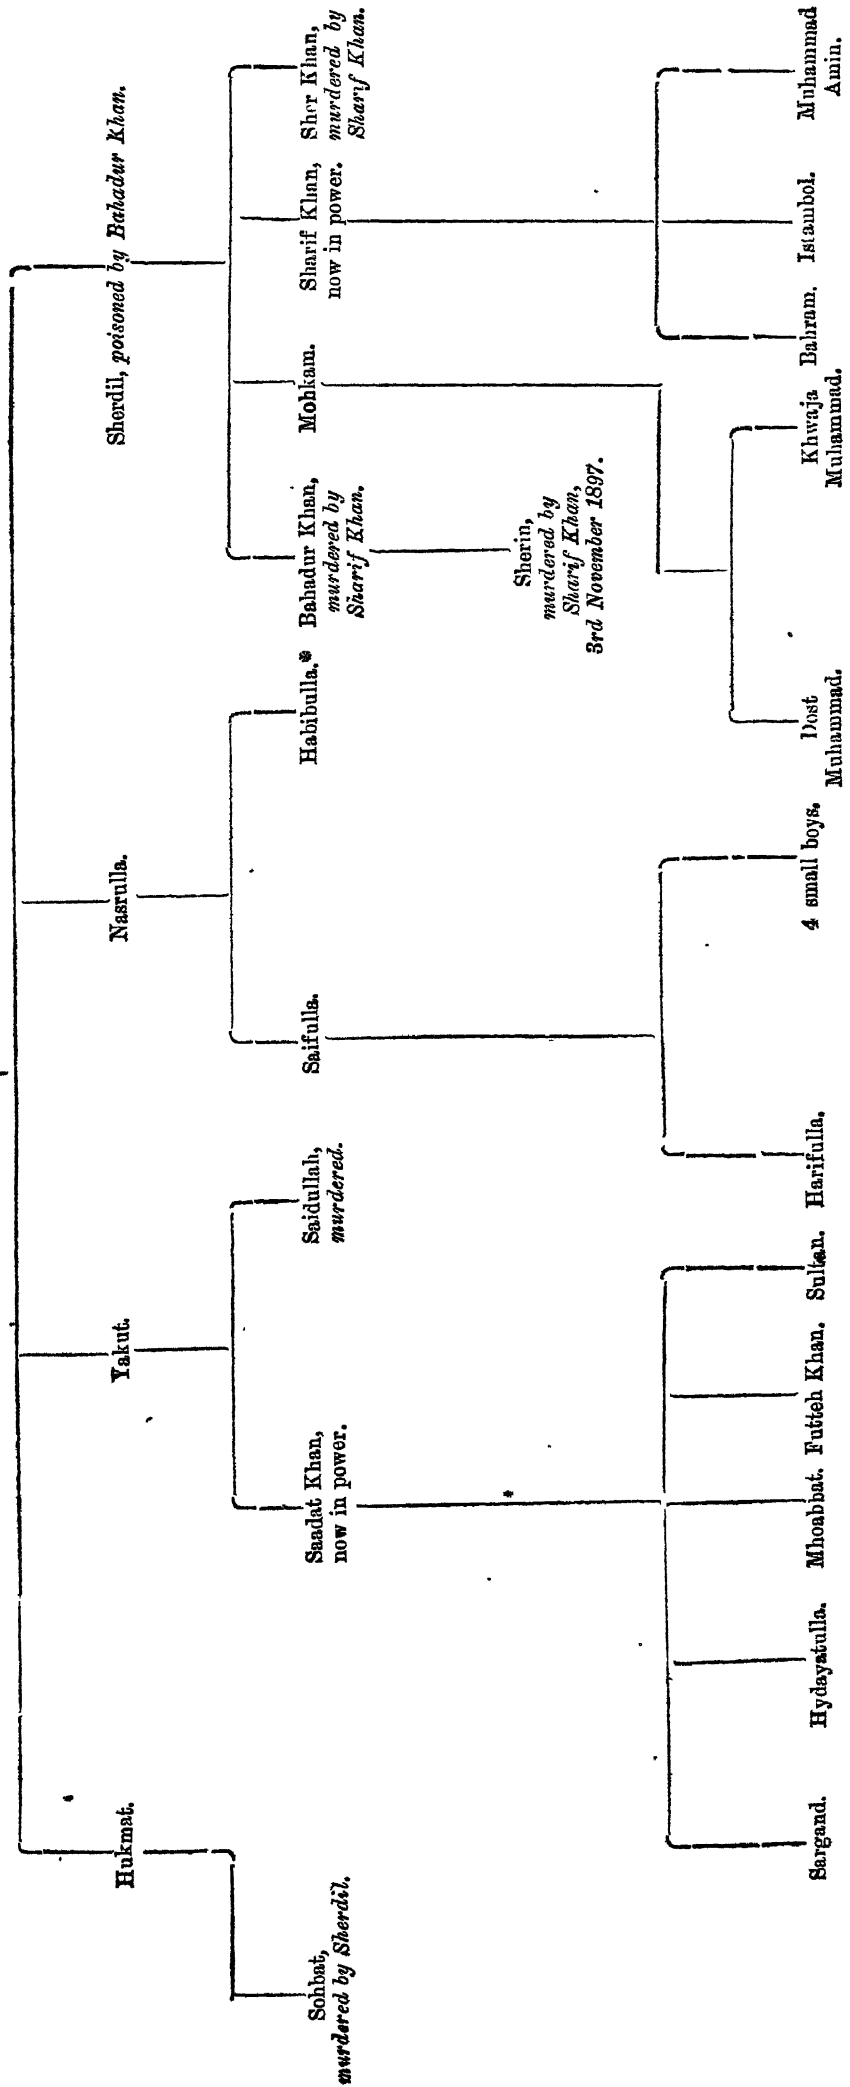 Hukmat.
Yakut.
Nasrulla.
Sherdil, poisoned by Bahadur Khan.
Sohbat,
murdered by Sherdil.
Saadat Khan,
now in power.
Saidullah,
murdered.
Saifulla.
Habibulla.*
Bahadur Khan,
murdered by
Sharif Khan.
Mohkam.
Sharif Khan,
now in power.
Sher Khan,
murdered by
Sharif Khan.
Sherin,
murdered by
Sharif Khan,
3rd November 1897.
Sargand.
Hydayatulla.
Mhoabbat.
Futteh Khan.
Sultan.
Harifulla.
4 small boys.
Dost
Muhammad.
Khwaja
Muhammad.
Bahram.
Istambol.
Muhammad
Amin.